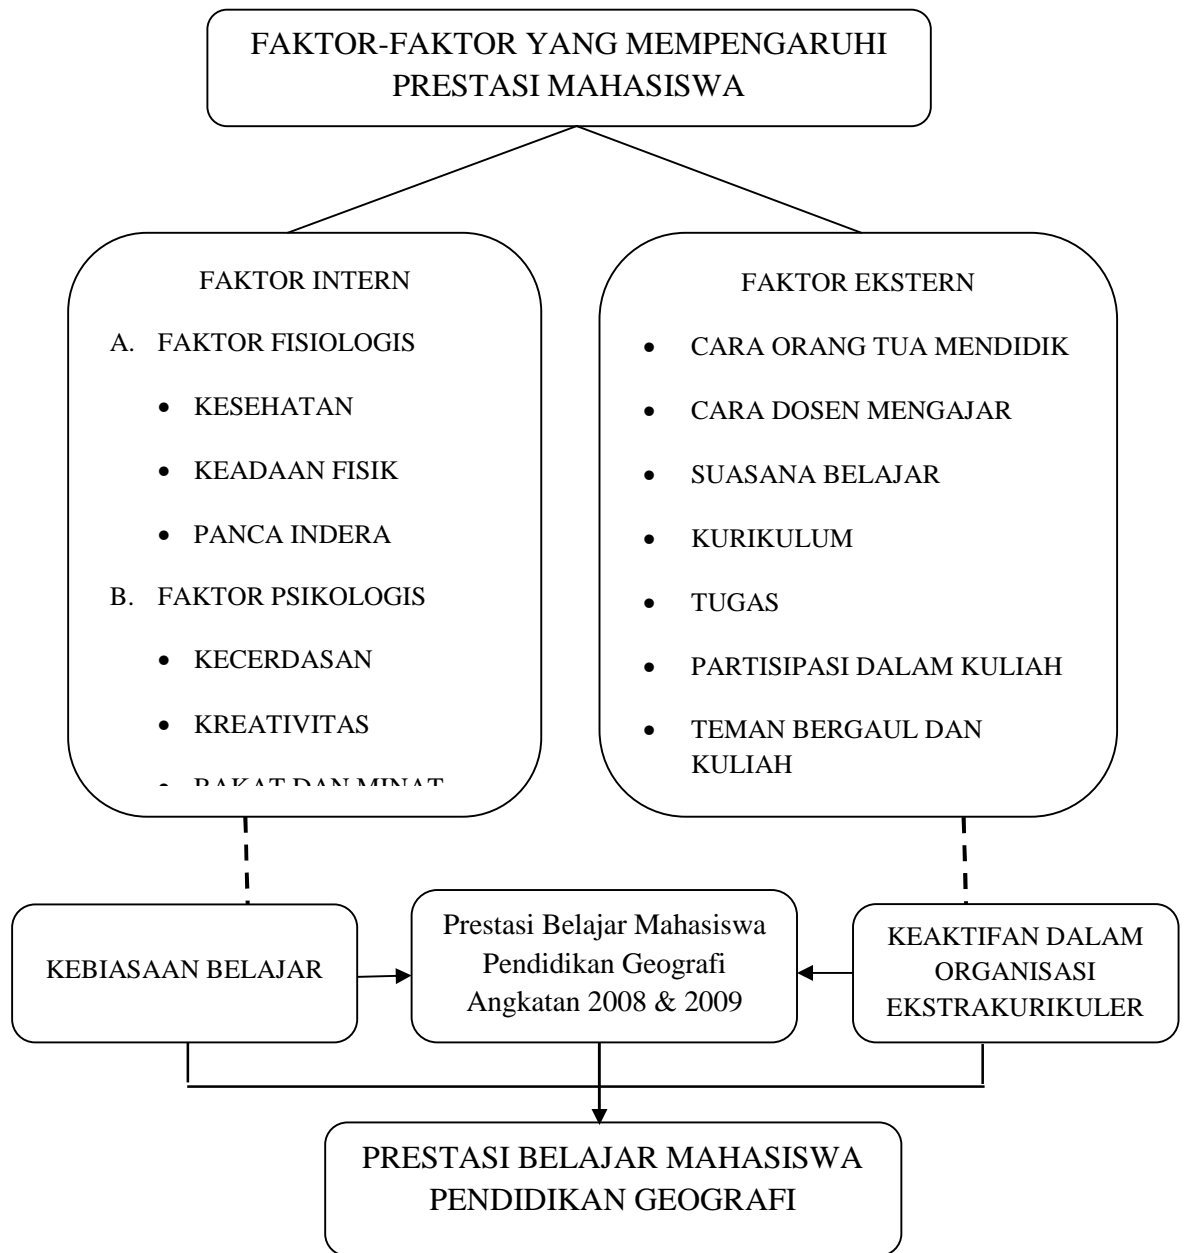 FAKTOR-FAKTOR YANG MEMPENGARUHI
PRESTASI MAHASISWA
FAKTOR INTERN
A. FAKTOR FISIOLOGIS
• KESEHATAN
• KEADAAN FISIK
• PANCA INDERA
B. FAKTOR PSIKOLOGIS
• KECERDASAN
• KREATIVITAS
• DAN MINAT
FAKTOR EKSTERN
• CARA ORANG TUA MENDIDIK
• CARA DOSEN MENGAJAR
• SUASANA BELAJAR
• KURIKULUM
• TUGAS
• PARTISIPASI DALAM KULIAH
• TEMAN BERGAUL DAN
KULIAH
KEBIASAAN BELAJAR
Prestasi Belajar Mahasiswa
Pendidikan Geografi
Angkatan 2008 & 2009
KEAKTIFAN DALAM
ORGANISASI
EKSTRAKURIKULER
PRESTASI BELAJAR MAHASISWA
PENDIDIKAN GEOGRAFI